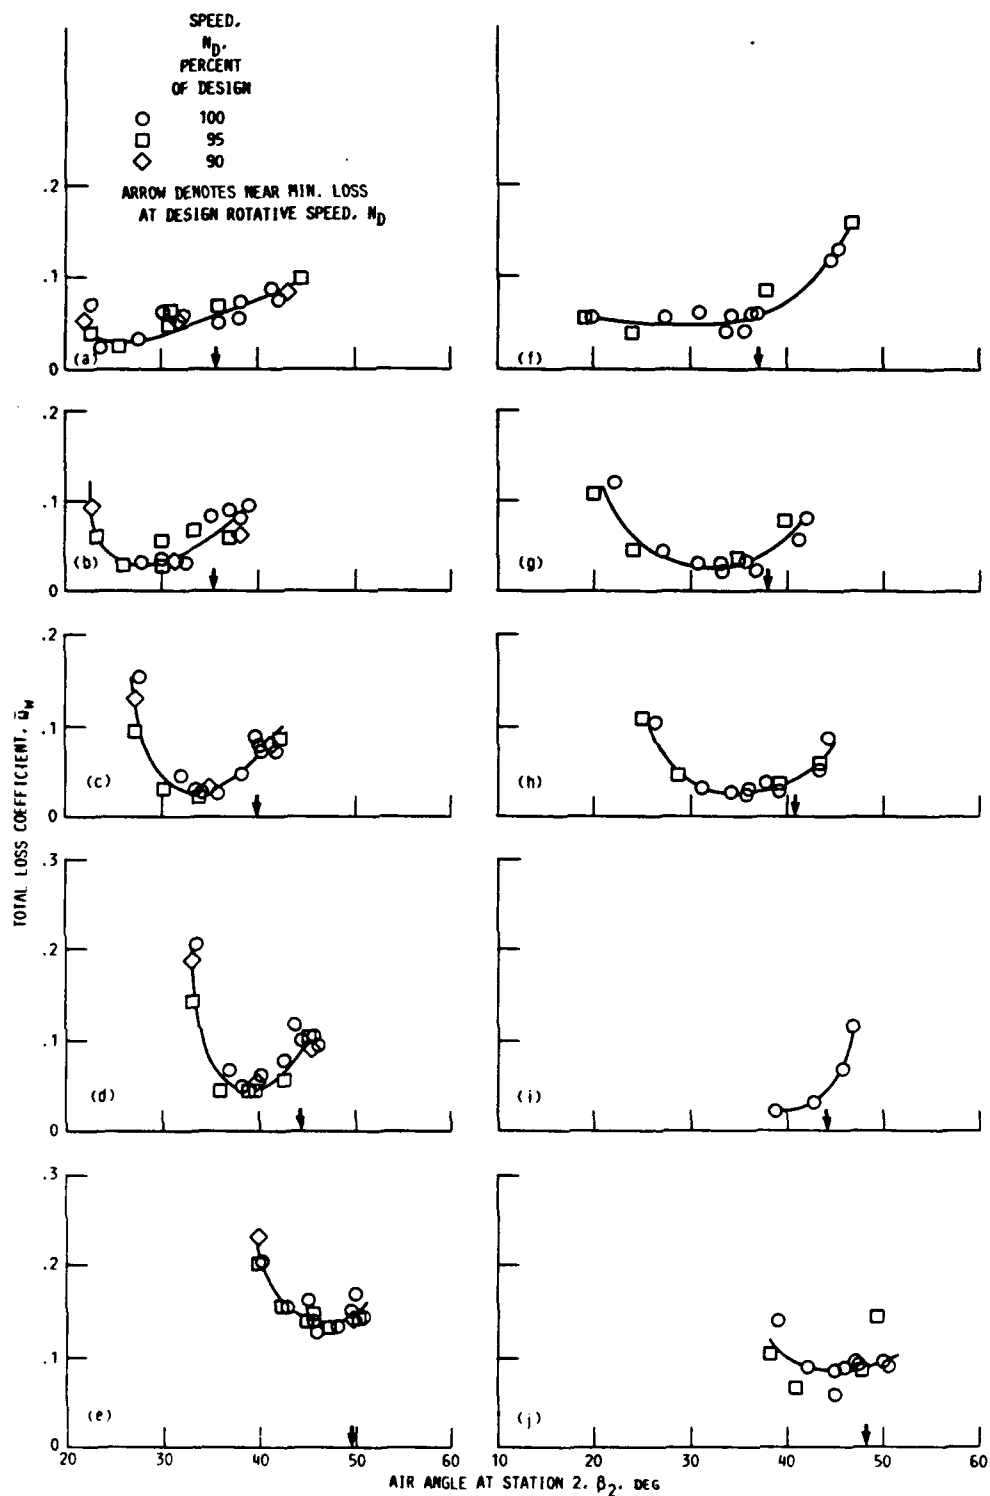 SPEED,
N_D,
PERCENT
OF DESIGN
100
95
90
ARROW DENOTES NEAR MIN. LOSS
AT DESIGN ROTATIVE SPEED, N_D
.2
.1
0
(a)
(f)
.2
.1
0
(b)
(g)
.2
.1
0
(c)
(h)
.3
.2
.1
0
(d)
(i)
.3
.2
.1
0
(e)
(j)
20 30 40 50 60
10 20 30 40 50 60
TOTAL LOSS COEFFICIENT, ω̄_w
AIR ANGLE AT STATION 2, β₂, DEG